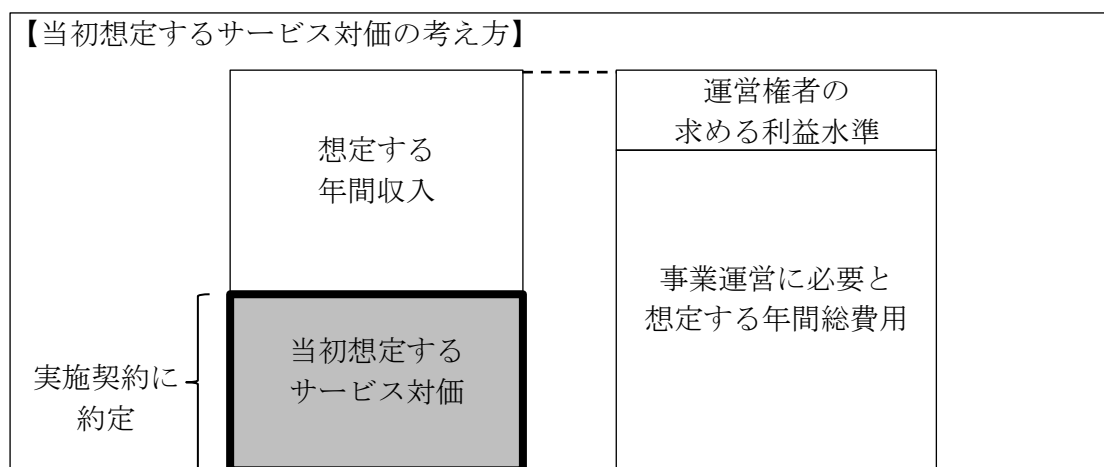 【当初想定するサービス対価の考え方】
想定する
年間収入
当初想定する
サービス対価
実施契約に
約定
運営権者の
求める利益水準
事業運営に必要と
想定する年間総費用